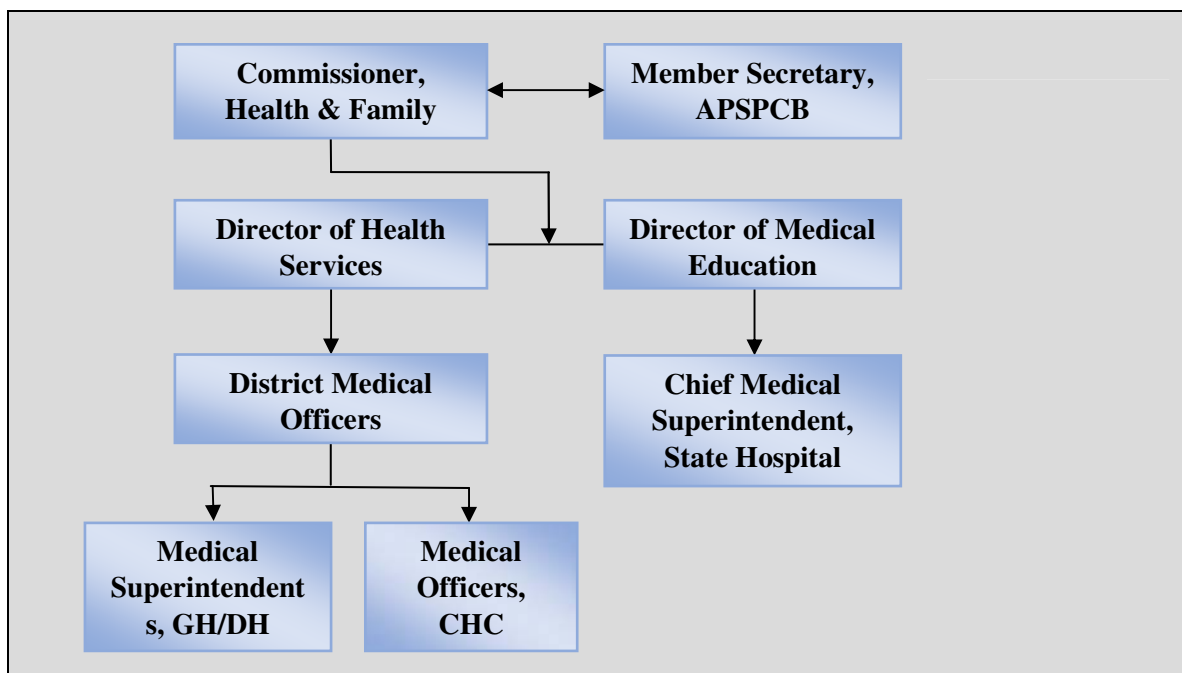 Commissioner,
Health & Family
Member Secretary,
APSPCB
Director of Health
Services
Director of Medical
Education
District Medical
Officers
Chief Medical
Superintendent,
State Hospital
Medical
Superintendent
s, GH/DH
Medical
Officers,
CHC